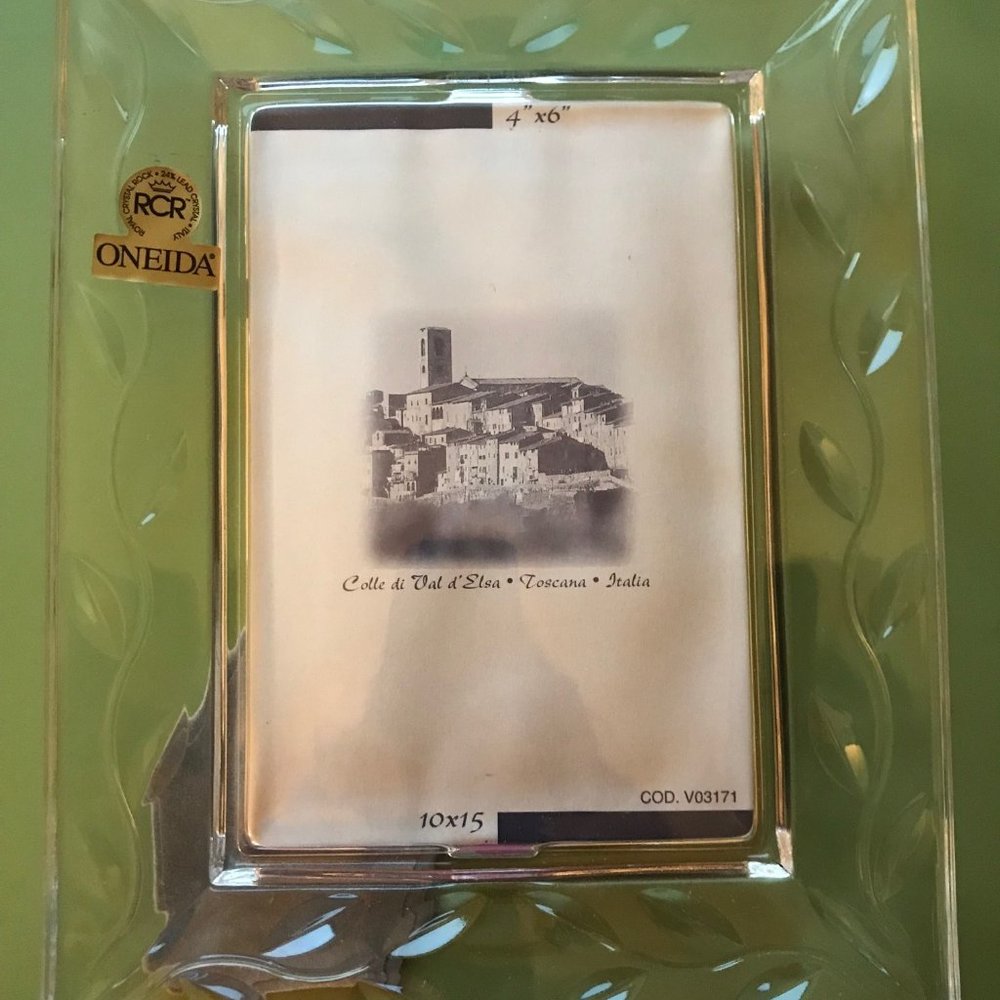 4"x6"
ROYAL CRYSTAL ROCK • 24% LEAD CRYSTAL • ITALY
RCR
ONEIDA®
Colle di Val d'Elsa • Toscana • Italia
COD. V03171
10x15